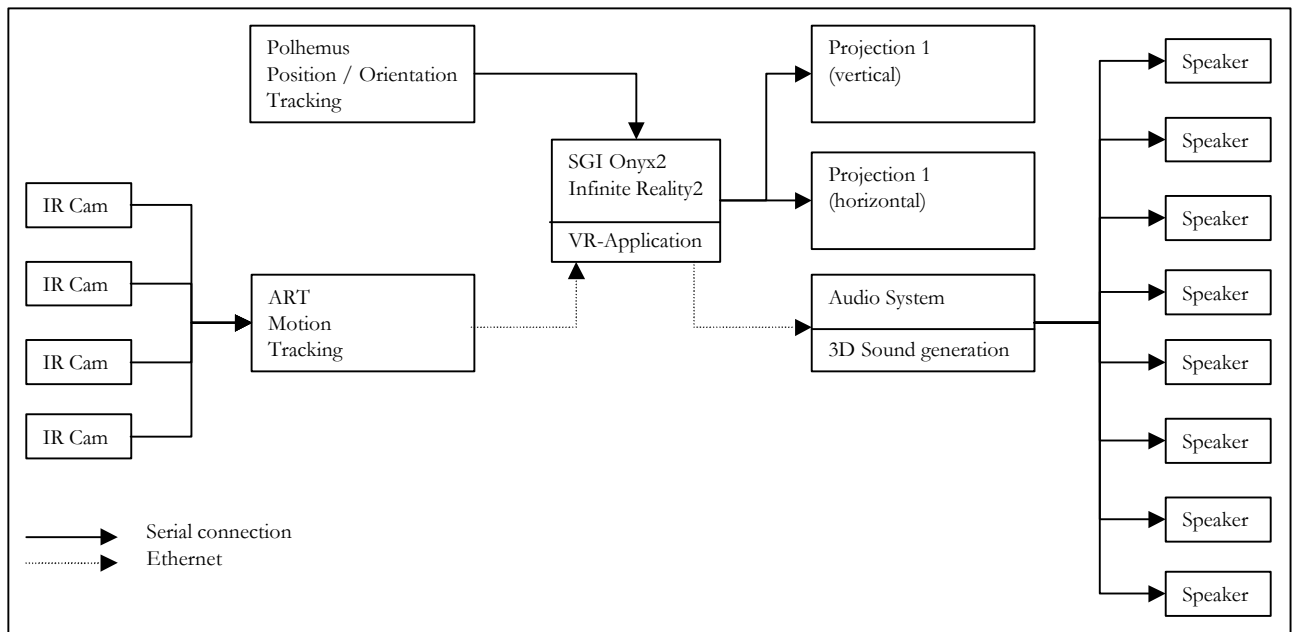 Polhemus
Position / Orientation
Tracking
Projection 1
(vertical)
Speaker
Speaker
SGI Onyx2
Infinite Reality2
VR-Application
Projection 1
(horizontal)
Speaker
IR Cam
IR Cam
IR Cam
IR Cam
ART
Motion
Tracking
Audio System
3D Sound generation
Speaker
Speaker
Speaker
Speaker
Speaker
Serial connection
Ethernet